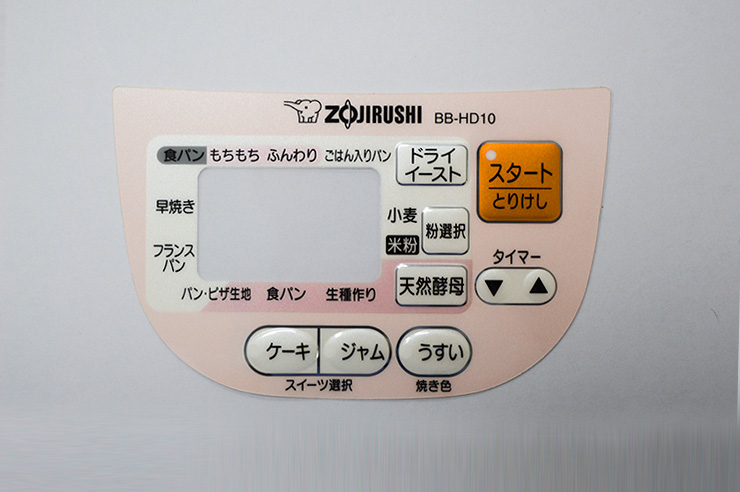 ZOJIRUSHI BB-HD10
食パン もちもち ふんわり ごはん入りパン
ドライ
イースト
スタート
とりけし
早焼き
小麦
米粉
粉選択
フランス
パン
タイマー
▼ ▲
パン・ピザ生地 食パン 生種作り
天然酵母
ケーキ ジャム うすい
スイーツ選択 焼き色